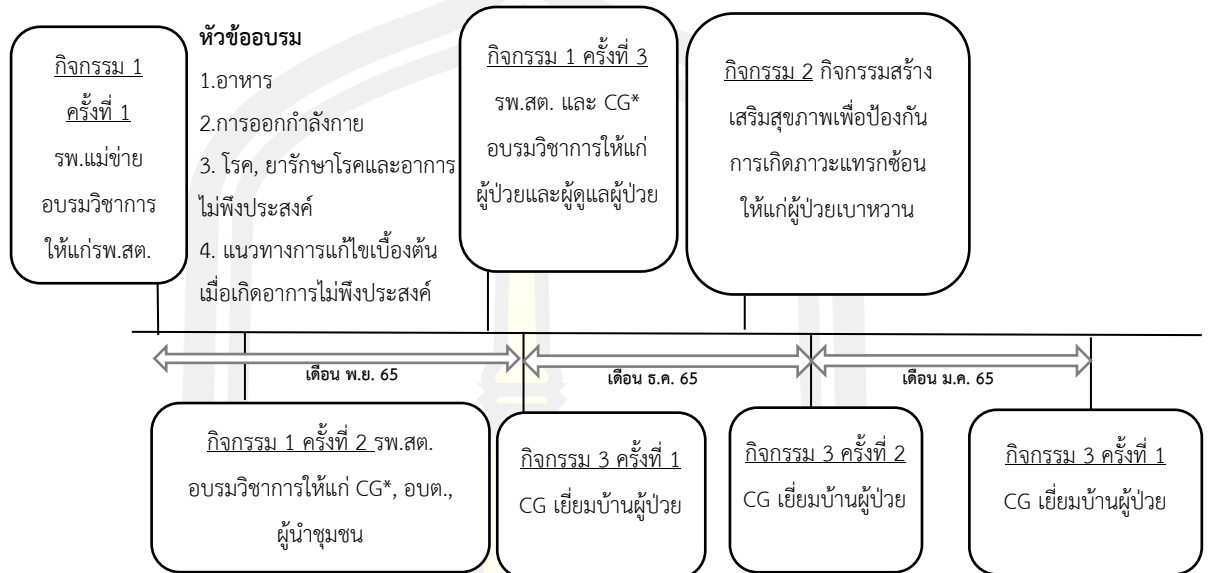 กิจกรรม 1
ครั้งที่ 1
รพ.แม่ข่าย
อบรมวิชาการ
ให้แก่รพ.สต.
หัวข้ออบรม
1.อาหาร
2.การออกกำลังกาย
3. โรค, ยารักษาโรคและอาการ
ไม่พึงประสงค์
4. แนวทางการแก้ไขเบื้องต้น
เมื่อเกิดอาการไม่พึงประสงค์
กิจกรรม 1 ครั้งที่ 3
รพ.สต. และ CG*
อบรมวิชาการให้แก่
ผู้ป่วยและผู้ดูแลผู้ป่วย
กิจกรรม 2 กิจกรรมสร้าง
เสริมสุขภาพเพื่อป้องกัน
การเกิดภาวะแทรกซ้อน
ให้แก่ผู้ป่วยเบาหวาน
เดือน พ.ย. 65
เดือน ธ.ค. 65
เดือน ม.ค. 65
กิจกรรม 1 ครั้งที่ 2 รพ.สต.
อบรมวิชาการให้แก่ CG*, อบต.,
ผู้นำชุมชน
กิจกรรม 3 ครั้งที่ 1
CG เยี่ยมบ้านผู้ป่วย
กิจกรรม 3 ครั้งที่ 2
CG เยี่ยมบ้านผู้ป่วย
กิจกรรม 3 ครั้งที่ 1
CG เยี่ยมบ้านผู้ป่วย